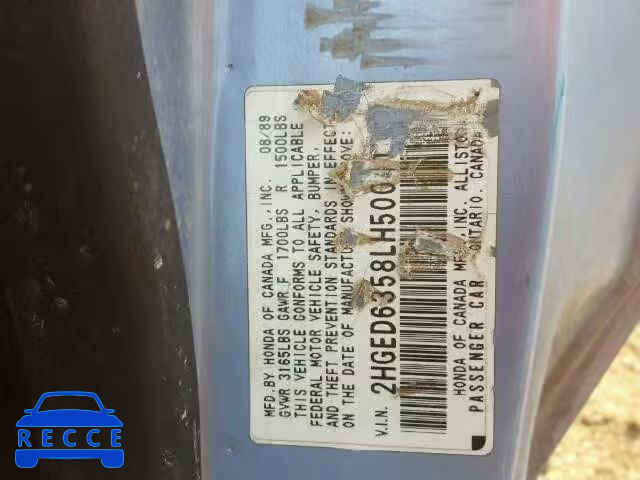 MFD.BY HONDA OF CANADA MFG.,INC. 08/89
GVWR 3165LBS GAWR F 1700LBS R 1500LBS
THIS VEHICLE CONFORMS TO ALL APPLICABLE
FEDERAL MOTOR VEHICLE SAFETY, BUMPER,
AND THEFT PREVENTION STANDARDS IN EFFECT
ON THE DATE OF MANUFACTURE SHOWN ABOVE:
V.I.N. 2HGED6358LH500
HONDA OF CANADA MFG.,INC. ALLISTON
ONTARIO CANADA
PASSENGER CAR
RECCE